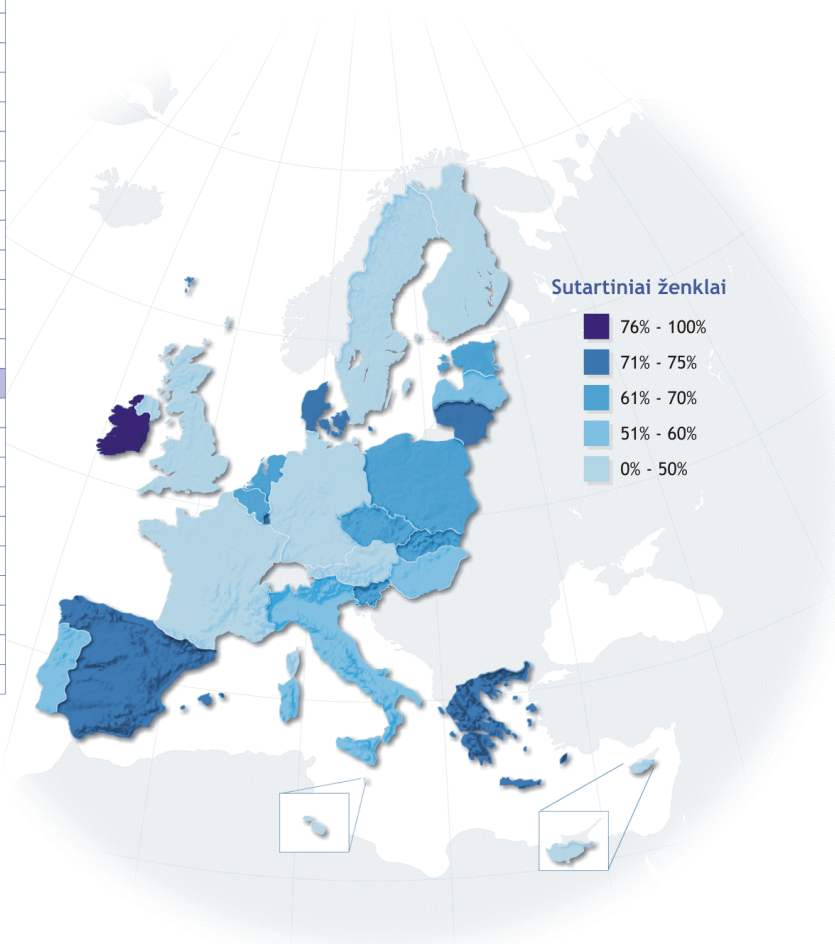 Sutartiniai ženklai
76% - 100%
71% - 75%
61% - 70%
51% - 60%
0% - 50%